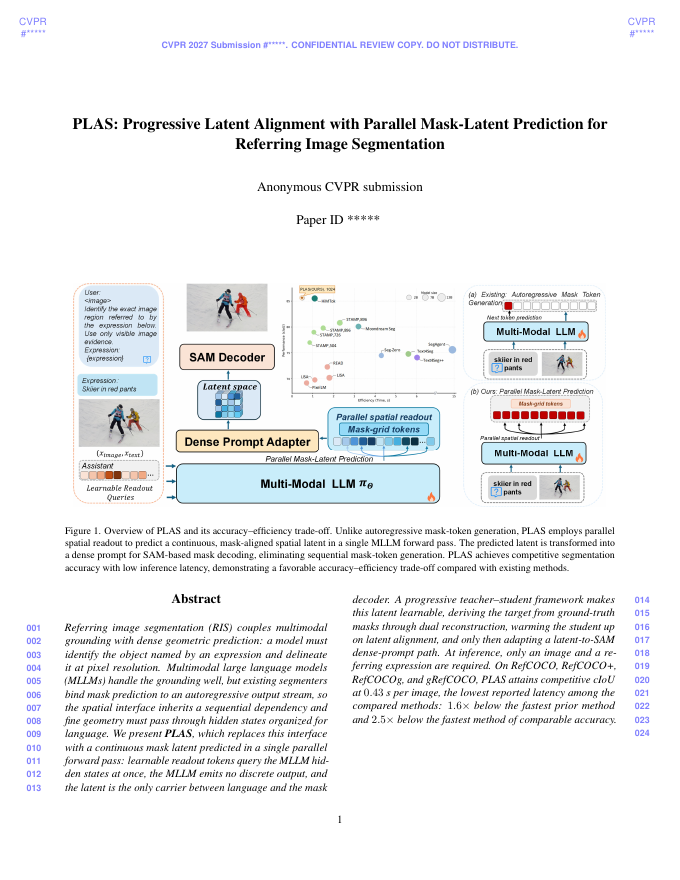 CVPR
#*****
CVPR
#*****
CVPR 2027 Submission #*****. CONFIDENTIAL REVIEW COPY. DO NOT DISTRIBUTE.
PLAS: Progressive Latent Alignment with Parallel Mask-Latent Prediction for
Referring Image Segmentation
Anonymous CVPR submission
Paper ID *****
User:
<image>
Identify the exact image
region referred to by
the expression below.
Use only visible image
evidence.
Expression:
{expression}
Expression:
Skiier in red pants
(x_image, x_text)
Assistant
Learnable Readout
Queries
SAM Decoder
Latent space
Dense Prompt Adapter
Parallel spatial readout
Mask-grid tokens
Parallel Mask-Latent Prediction
Multi-Modal LLM π_θ
STAMP,2B
READ
LISA
PixelLM
Seg-Zero
Text4Seg
Text4Seg++
SegAgent
Efficiency (Time, s)
(a) Existing: Autoregressive Mask Token
Generation
Next token prediction
Multi-Modal LLM
skiier in red
pants
(b) Ours: Parallel Mask-Latent Prediction
Mask-grid tokens
Parallel spatial readout
Multi-Modal LLM
skiier in red
pants
Figure 1. Overview of PLAS and its accuracy–efficiency trade-off. Unlike autoregressive mask-token generation, PLAS employs parallel
spatial readout to predict a continuous, mask-aligned spatial latent in a single MLLM forward pass. The predicted latent is transformed into
a dense prompt for SAM-based mask decoding, eliminating sequential mask-token generation. PLAS achieves competitive segmentation
accuracy with low inference latency, demonstrating a favorable accuracy–efficiency trade-off compared with existing methods.
Abstract
001 Referring image segmentation (RIS) couples multimodal
002 grounding with dense geometric prediction: a model must
003 identify the object named by an expression and delineate
004 it at pixel resolution. Multimodal large language models
005 (MLLMs) handle the grounding well, but existing segmenters
006 bind mask prediction to an autoregressive output stream, so
007 the spatial interface inherits a sequential dependency and
008 fine geometry must pass through hidden states organized for
009 language. We present PLAS, which replaces this interface
010 with a continuous mask latent predicted in a single parallel
011 forward pass: learnable readout tokens query the MLLM hid-
012 den states at once, the MLLM emits no discrete output, and
013 the latent is the only carrier between language and the mask
decoder. A progressive teacher–student framework makes 014
this latent learnable, deriving the target from ground-truth 015
masks through dual reconstruction, warming the student up 016
on latent alignment, and only then adapting a latent-to-SAM 017
dense-prompt path. At inference, only an image and a re- 018
ferring expression are required. On RefCOCO, RefCOCO+, 019
RefCOCOg, and gRefCOCO, PLAS attains competitive cIoU 020
at 0.43 s per image, the lowest reported latency among the 021
compared methods: 1.6× below the fastest prior method 022
and 2.5× below the fastest method of comparable accuracy. 023
024
1